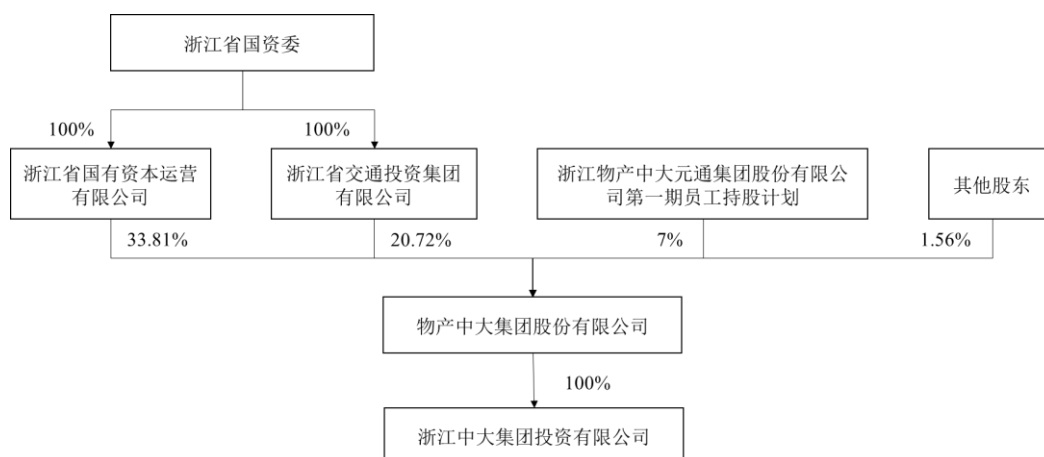 浙江省国资委
100%
100%
浙江省国有资本运营
有限公司
浙江省交通投资集团
有限公司
浙江物产中大元通集团股份有限公
司第一期员工持股计划
其他股东
33.81%
20.72%
7%
1.56%
物产中大集团股份有限公司
100%
浙江中大集团投资有限公司